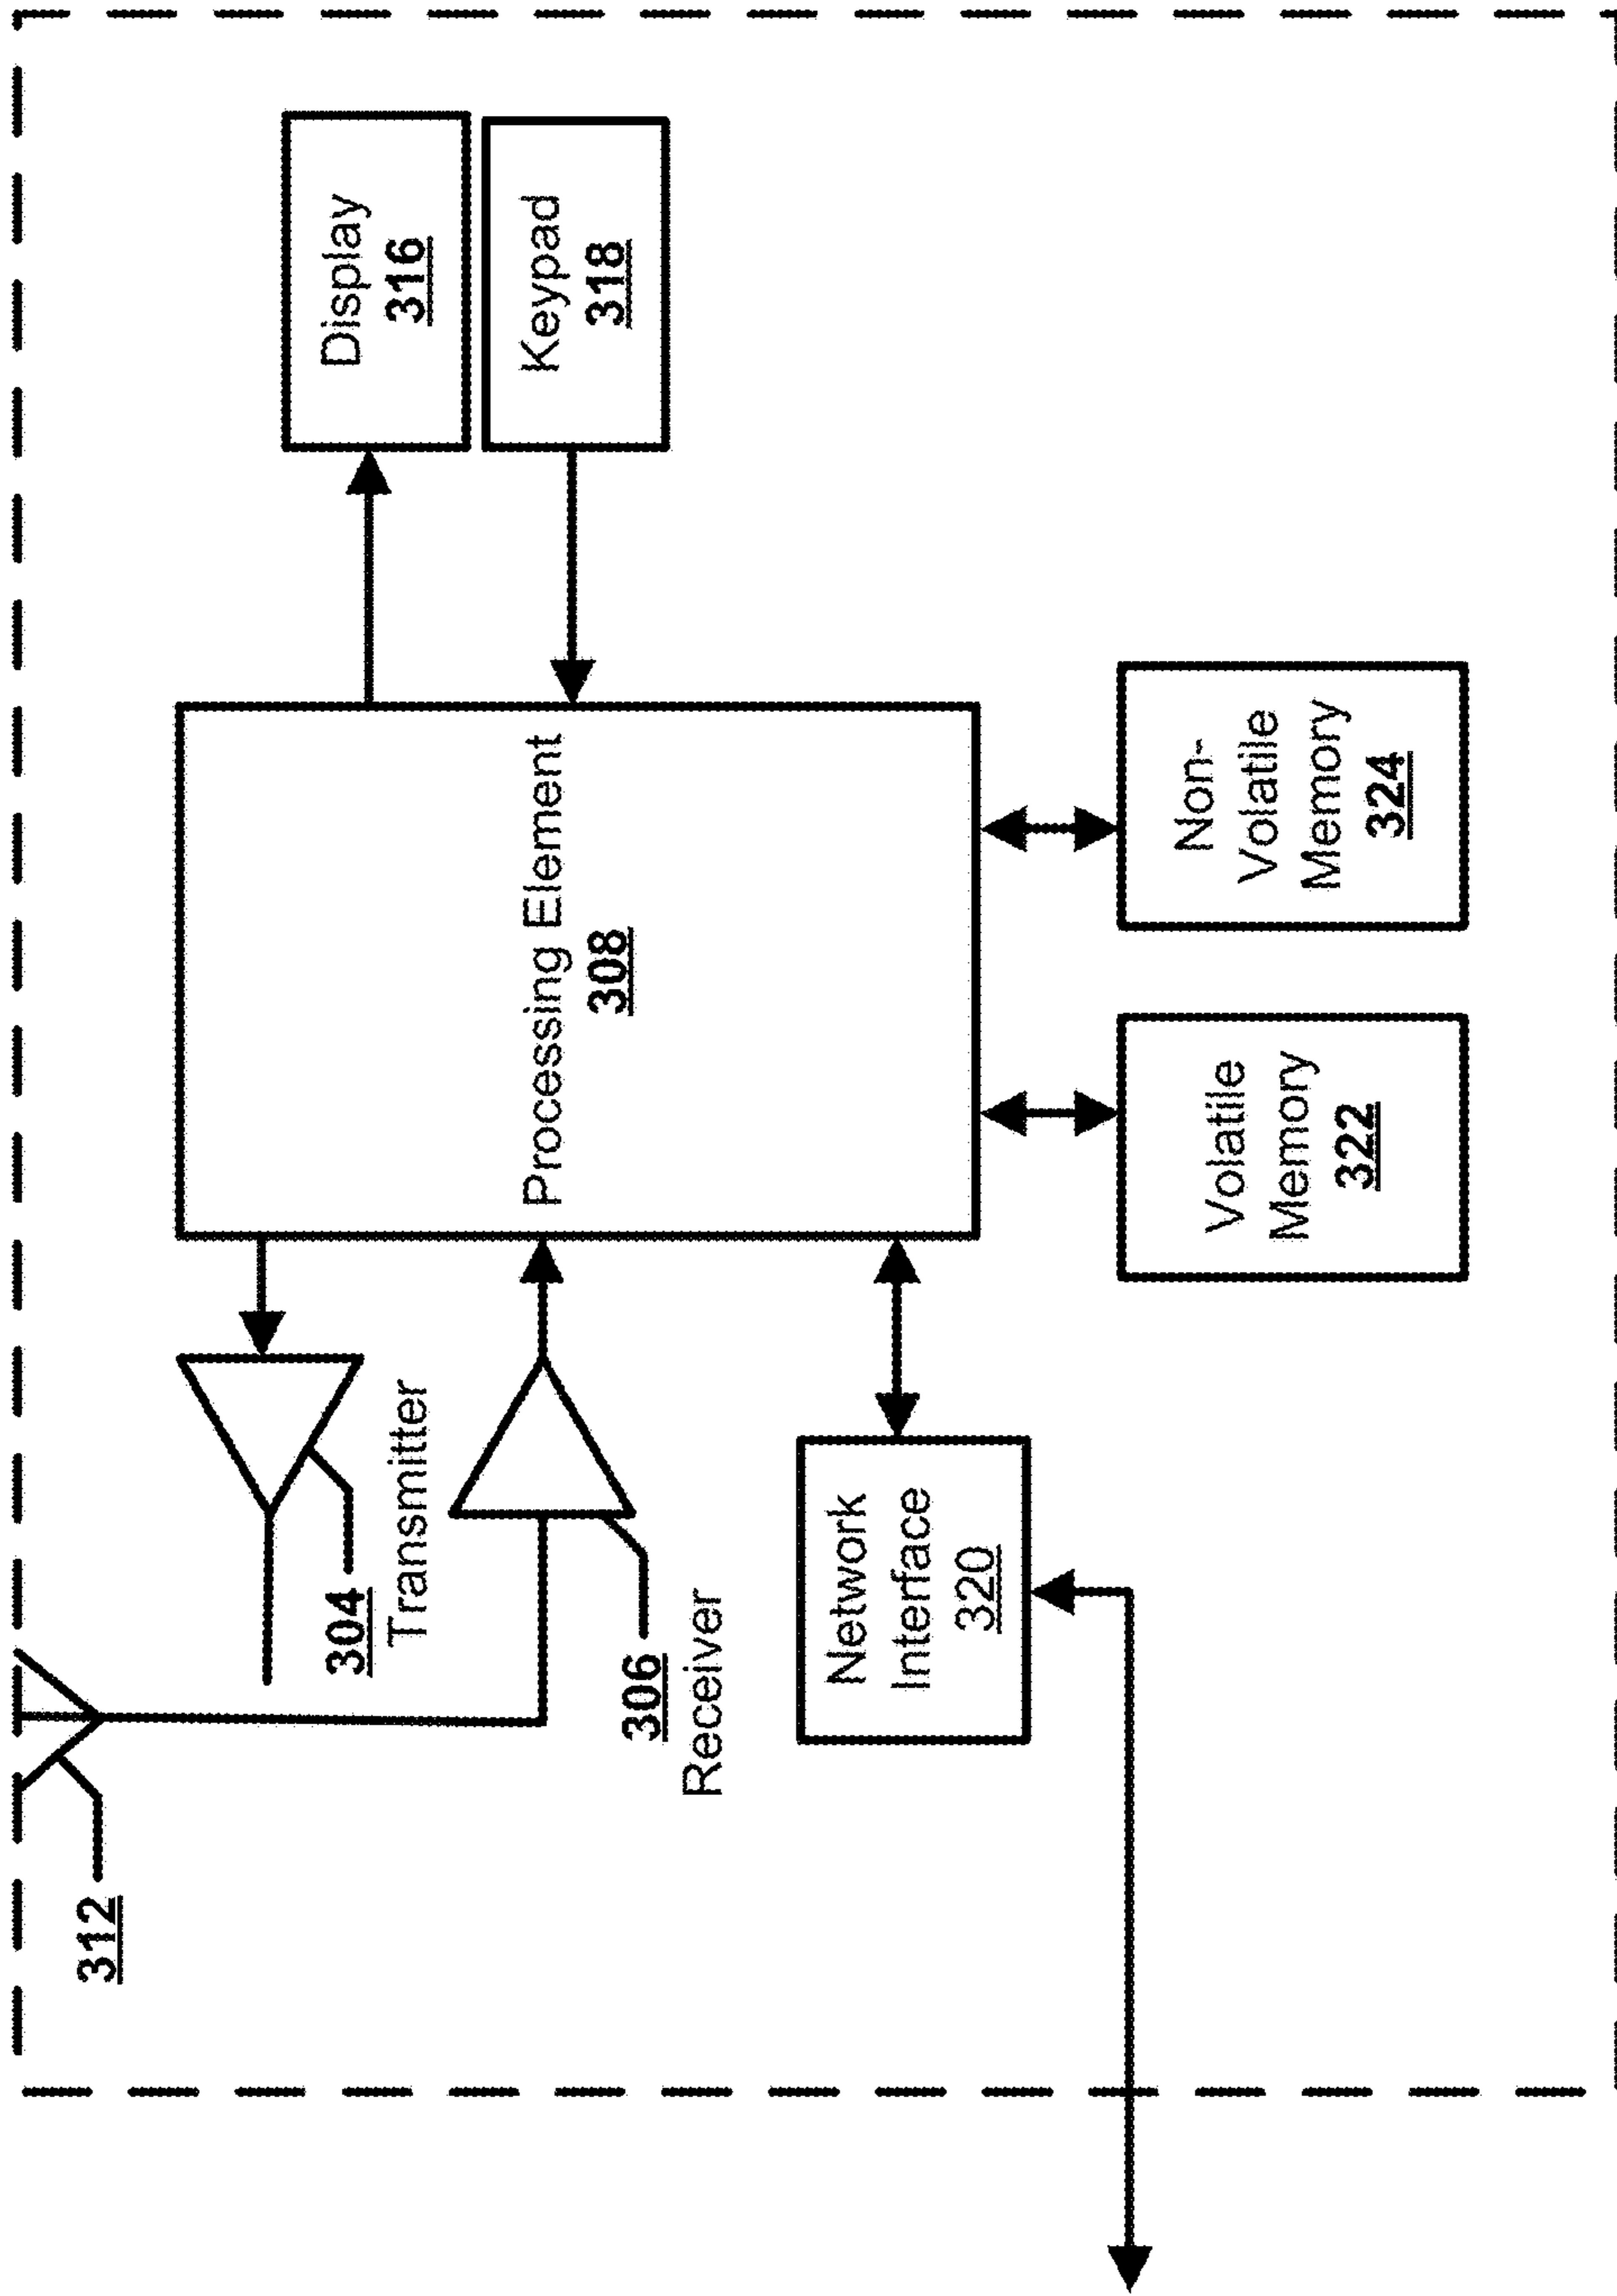 312
304
Transmitter
306
Receiver
Network
Interface
320
Processing Element
308
Display
316
Keypad
318
Volatile
Memory
322
Non-
Volatile
Memory
324